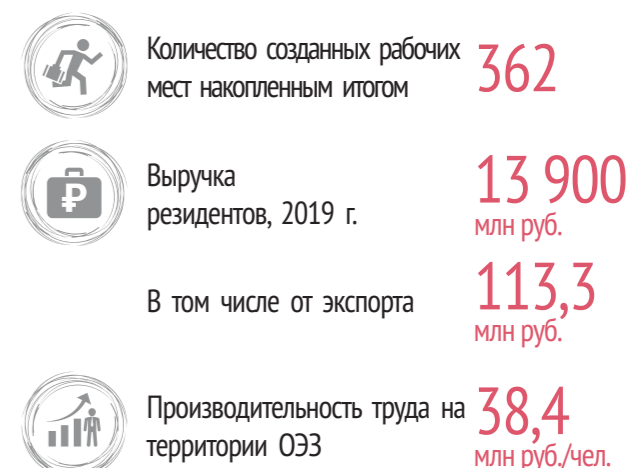 Количество созданных рабочих
мест накопленным итогом
362
₽
Выручка
резидентов, 2019 г.
13 900
млн руб.
В том числе от экспорта
113,3
млн руб.
Производительность труда на
территории ОЭЗ
38,4
млн руб./чел.